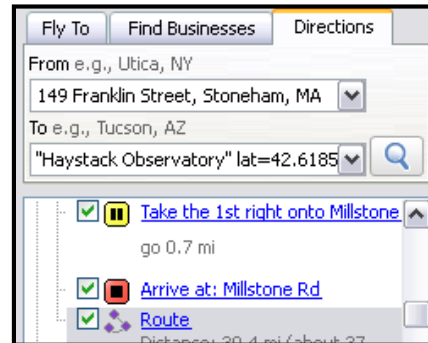 Fly To Find Businesses Directions
From e.g., Utica, NY
149 Franklin Street, Stoneham, MA
To e.g., Tucson, AZ
"Haystack Observatory" lat=42.6185
Take the 1st right onto Millstone
go 0.7 mi
Arrive at: Millstone Rd
Route